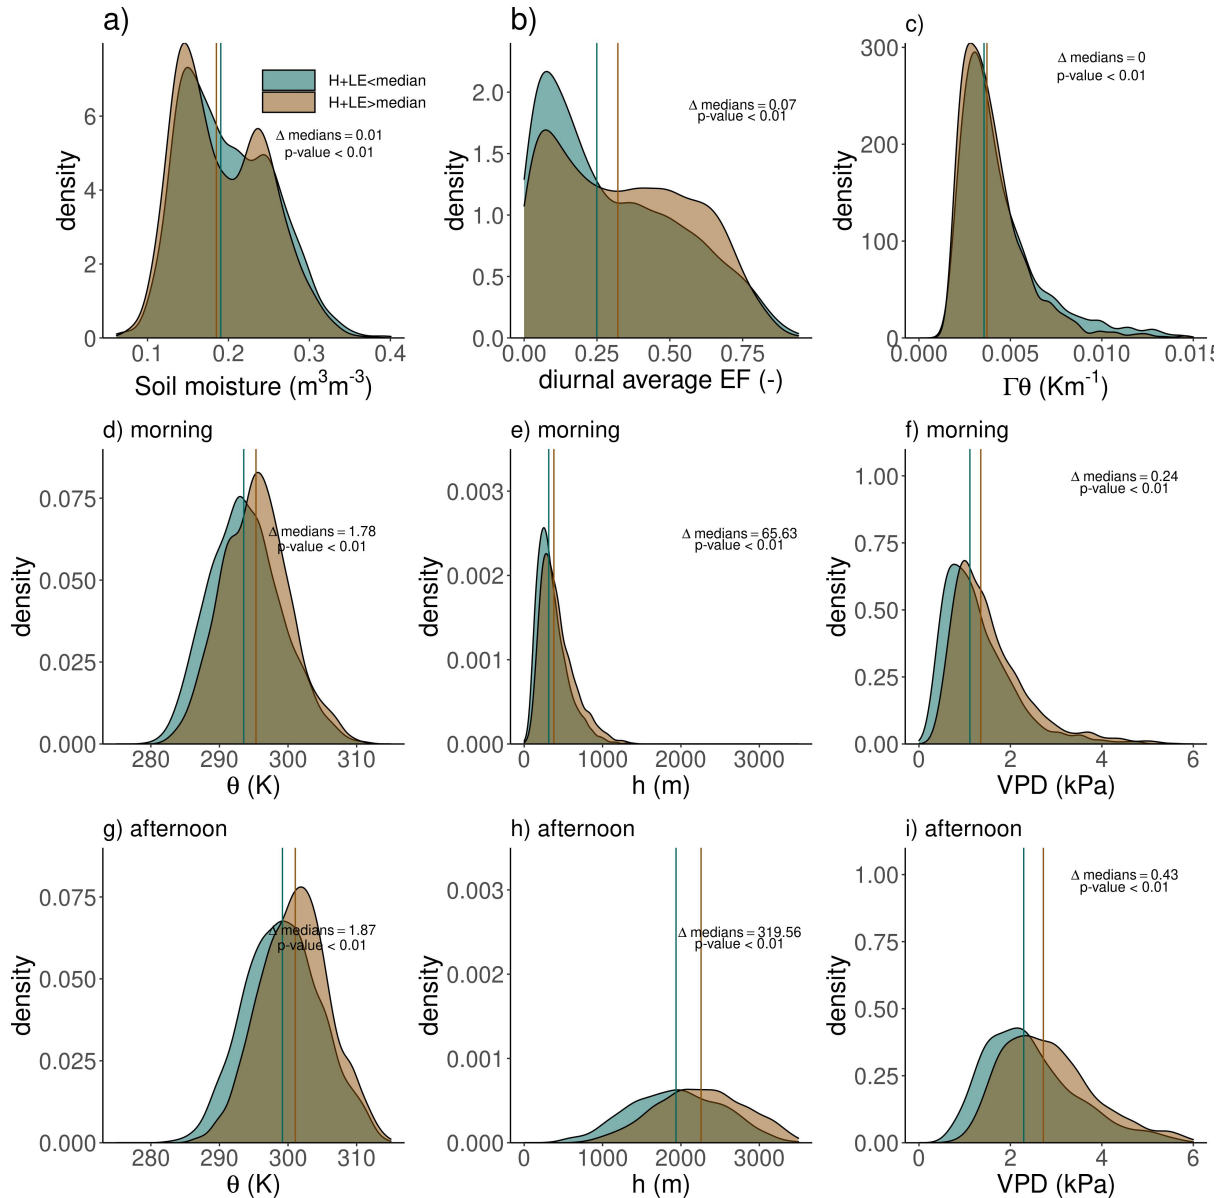 a)
H+LE<median
H+LE>median
Δ medians = 0.01
p-value < 0.01
density
0
2
4
6
0.1
0.2
0.3
0.4
Soil moisture (m³m⁻³)
b)
Δ medians = 0.07
p-value < 0.01
density
0.0
0.5
1.0
1.5
2.0
0.00
0.25
0.50
0.75
diurnal average EF (-)
c)
Δ medians = 0
p-value < 0.01
density
0
100
200
300
0.000
0.005
0.010
0.015
Γθ (Km⁻¹)
d) morning
Δ medians = 1.78
p-value < 0.01
density
0.000
0.025
0.050
0.075
280
290
300
310
θ (K)
e) morning
Δ medians = 65.63
p-value < 0.01
density
0.000
0.001
0.002
0.003
0
1000
2000
3000
h (m)
f) morning
Δ medians = 0.24
p-value < 0.01
density
0.00
0.25
0.50
0.75
1.00
0
2
4
6
VPD (kPa)
g) afternoon
Δ medians = 1.87
p-value < 0.01
density
0.000
0.025
0.050
0.075
280
290
300
310
θ (K)
h) afternoon
Δ medians = 319.56
p-value < 0.01
density
0.000
0.001
0.002
0.003
0
1000
2000
3000
h (m)
i) afternoon
Δ medians = 0.43
p-value < 0.01
density
0.00
0.25
0.50
0.75
1.00
0
2
4
6
VPD (kPa)